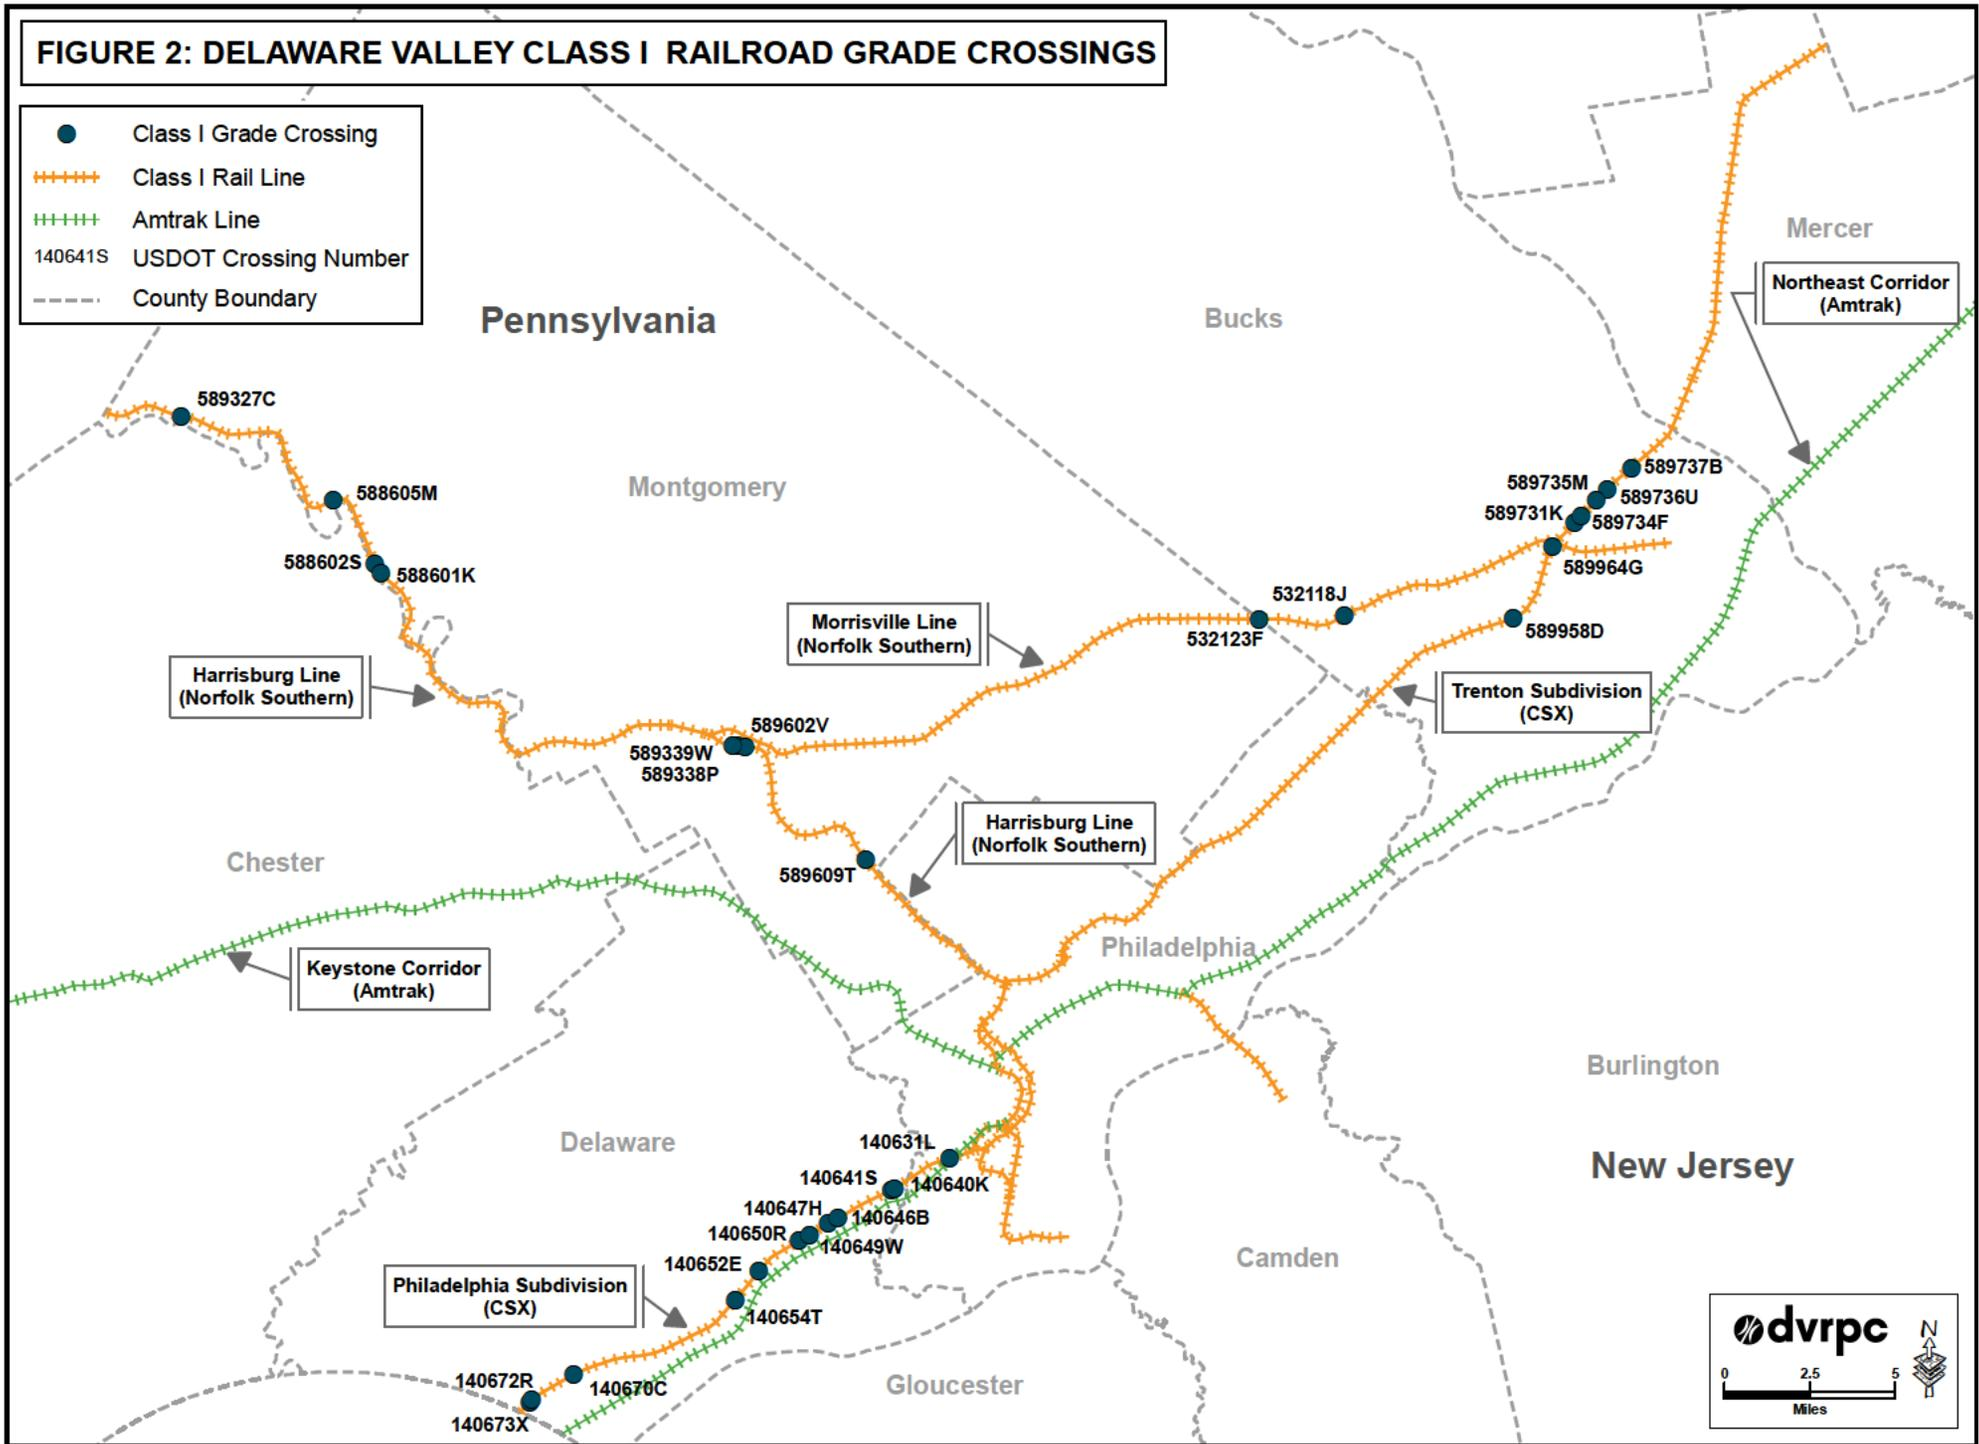 FIGURE 2: DELAWARE VALLEY CLASS I RAILROAD GRADE CROSSINGS
Class I Grade Crossing
Class I Rail Line
Amtrak Line
140641S USDOT Crossing Number
County Boundary
Pennsylvania
Bucks
Mercer
Northeast Corridor
(Amtrak)
589327C
Montgomery
588605M
588602S
588601K
589737B
589735M
589736U
589731K
589734F
589964G
532118J
532123F
589958D
Morrisville Line
(Norfolk Southern)
Harrisburg Line
(Norfolk Southern)
Trenton Subdivision
(CSX)
589602V
589339W
589338P
Harrisburg Line
(Norfolk Southern)
589609T
Chester
Keystone Corridor
(Amtrak)
Philadelphia
Burlington
Delaware
New Jersey
140631L
140641S
140640K
140647H
140646B
140650R
140649W
140652E
140654T
Camden
Philadelphia Subdivision
(CSX)
140672R
140670C
140673X
Gloucester
dvrpc
N
0 2.5 5
Miles